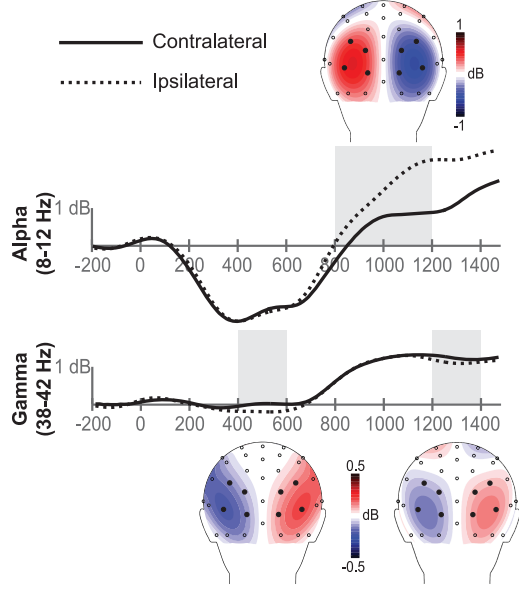 Contralateral
Ipsilateral
1
dB
-1
Alpha
(8-12 Hz)
1 dB
-200 0 200 400 600 800 1000 1200 1400
Gamma
(38-42 Hz)
1 dB
-200 0 200 400 600 800 1000 1200 1400
0.5
dB
-0.5